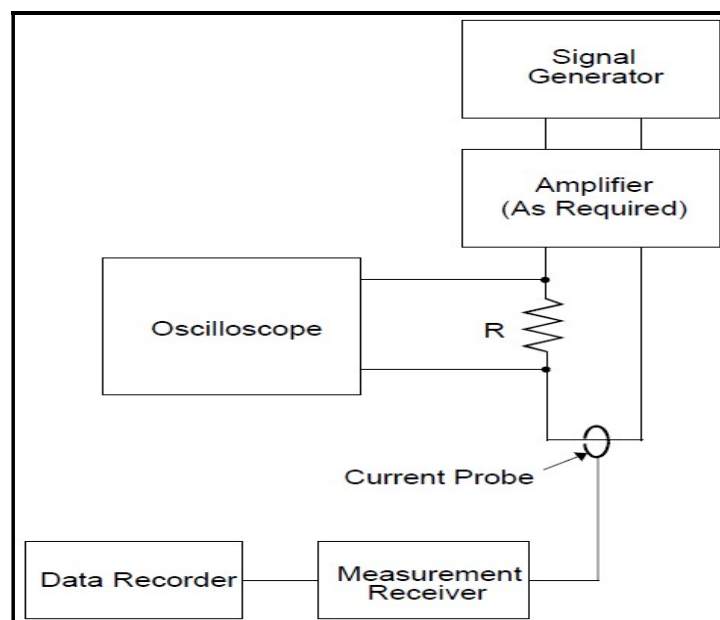 Signal
Generator
Amplifier
(As Required)
Oscilloscope
R
Current Probe
Data Recorder
Measurement
Receiver